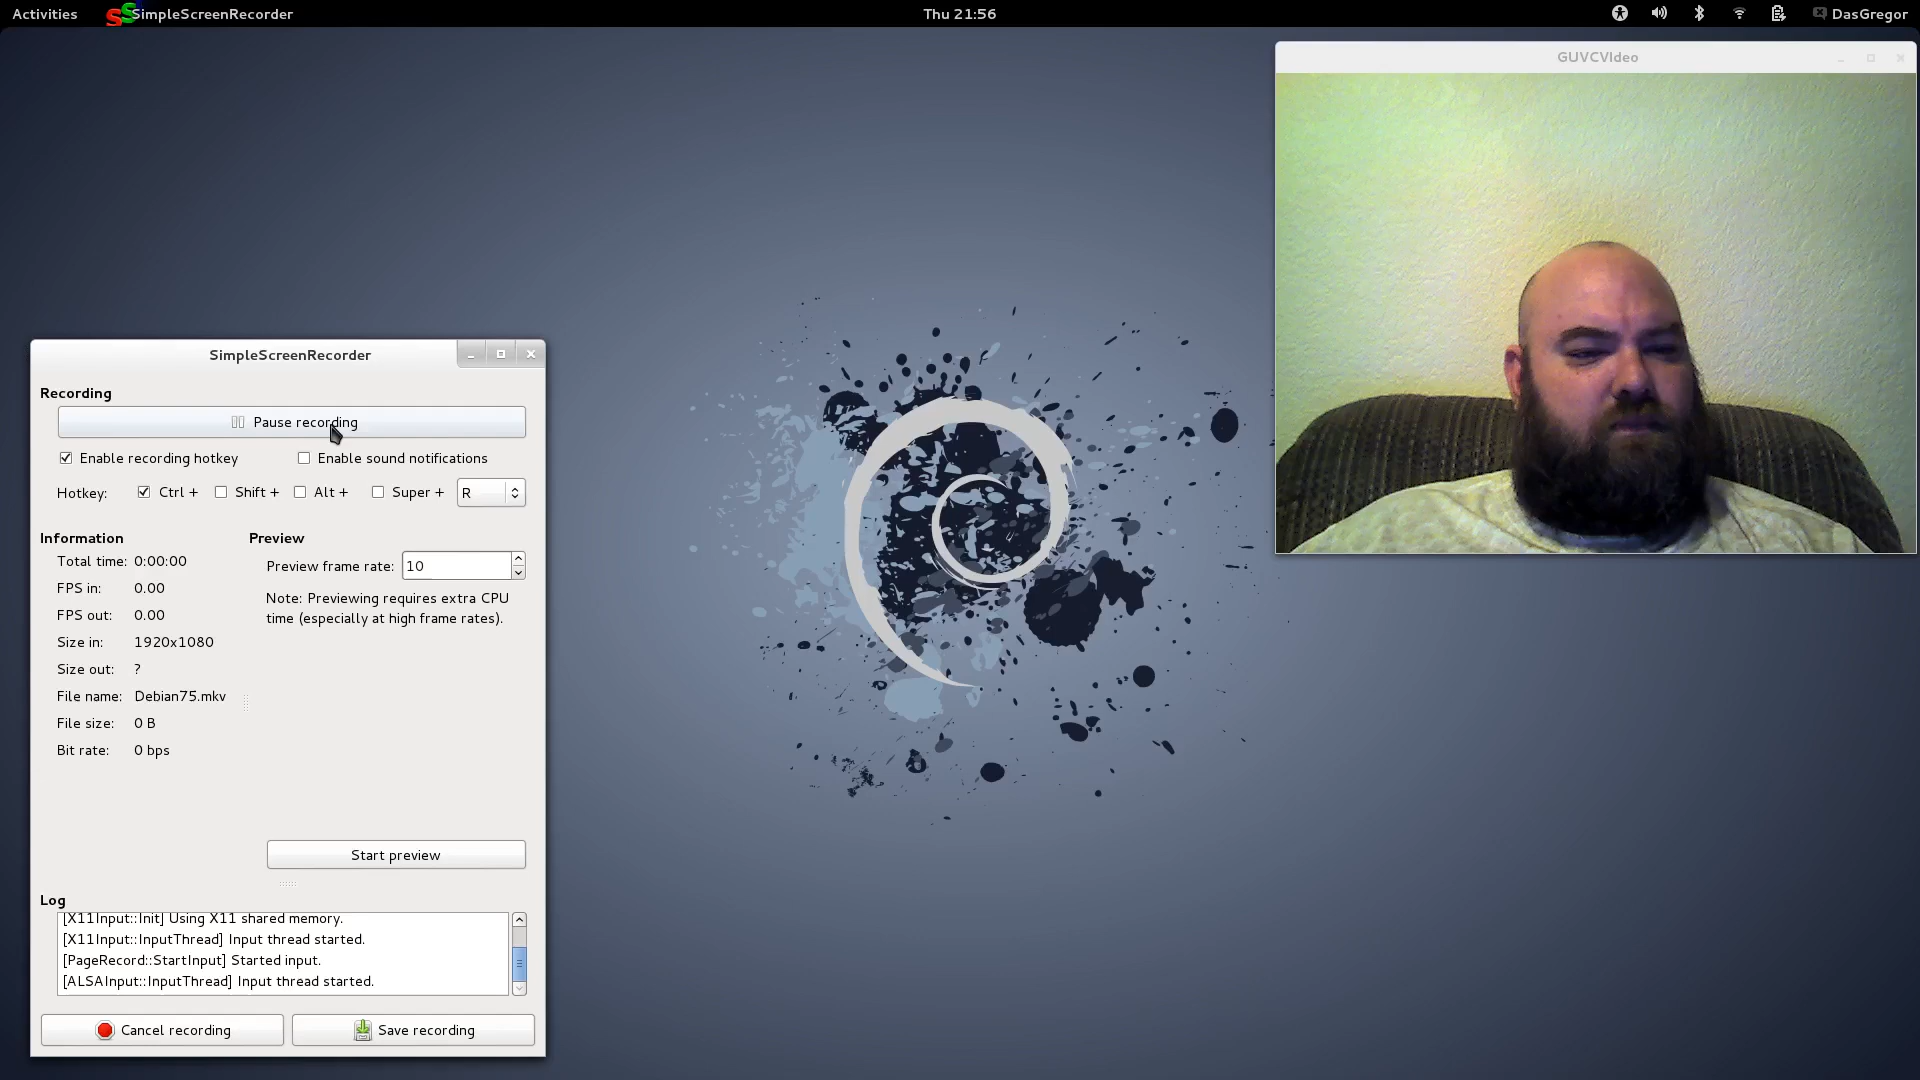 Activities
SimpleScreenRecorder
Thu 21:56
DasGregor
GUVCVIdeo
SimpleScreenRecorder
Recording
Pause recording
Enable recording hotkey
Enable sound notifications
Hotkey: Ctrl + Shift + Alt + Super + R
Information
Total time: 0:00:00
FPS in: 0.00
FPS out: 0.00
Size in: 1920x1080
Size out: ?
File name: Debian75.mkv
File size: 0 B
Bit rate: 0 bps
Preview
Preview frame rate: 10
Note: Previewing requires extra CPU
time (especially at high frame rates).
Start preview
Log
[X11Input::Init] Using X11 shared memory.
[X11Input::InputThread] Input thread started.
[PageRecord::StartInput] Started input.
[ALSAInput::InputThread] Input thread started.
Cancel recording
Save recording